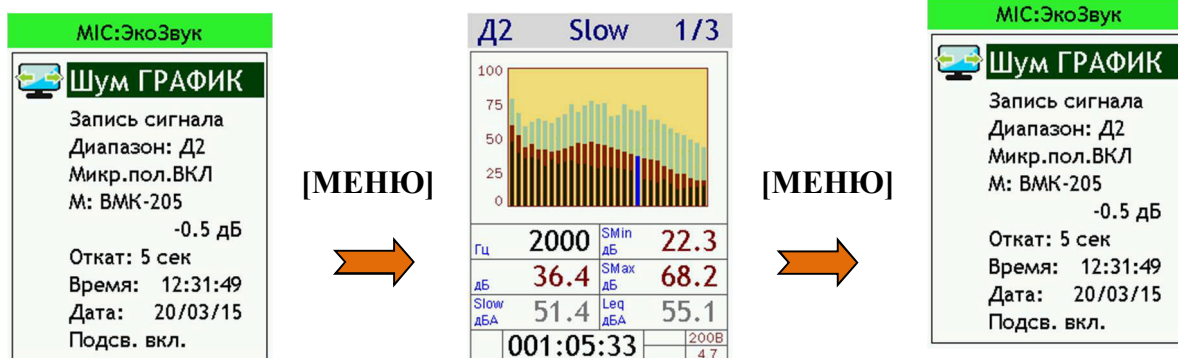 MIC:ЭкоЗвук
Шум ГРАФИК
Запись сигнала
Диапазон: Д2
Микр.пол.ВКЛ
М: ВМК-205
-0.5 дБ
Откат: 5 сек
Время: 12:31:49
Дата: 20/03/15
Подсв. вкл.
[МЕНЮ]
Д2 Slow 1/3
100
75
50
25
0
Гц 2000 SMin дБ 22.3
дБ 36.4 SMax дБ 68.2
Slow дБА 51.4 Leq дБА 55.1
001:05:33 200В
4.7
[МЕНЮ]
MIC:ЭкоЗвук
Шум ГРАФИК
Запись сигнала
Диапазон: Д2
Микр.пол.ВКЛ
М: ВМК-205
-0.5 дБ
Откат: 5 сек
Время: 12:31:49
Дата: 20/03/15
Подсв. вкл.